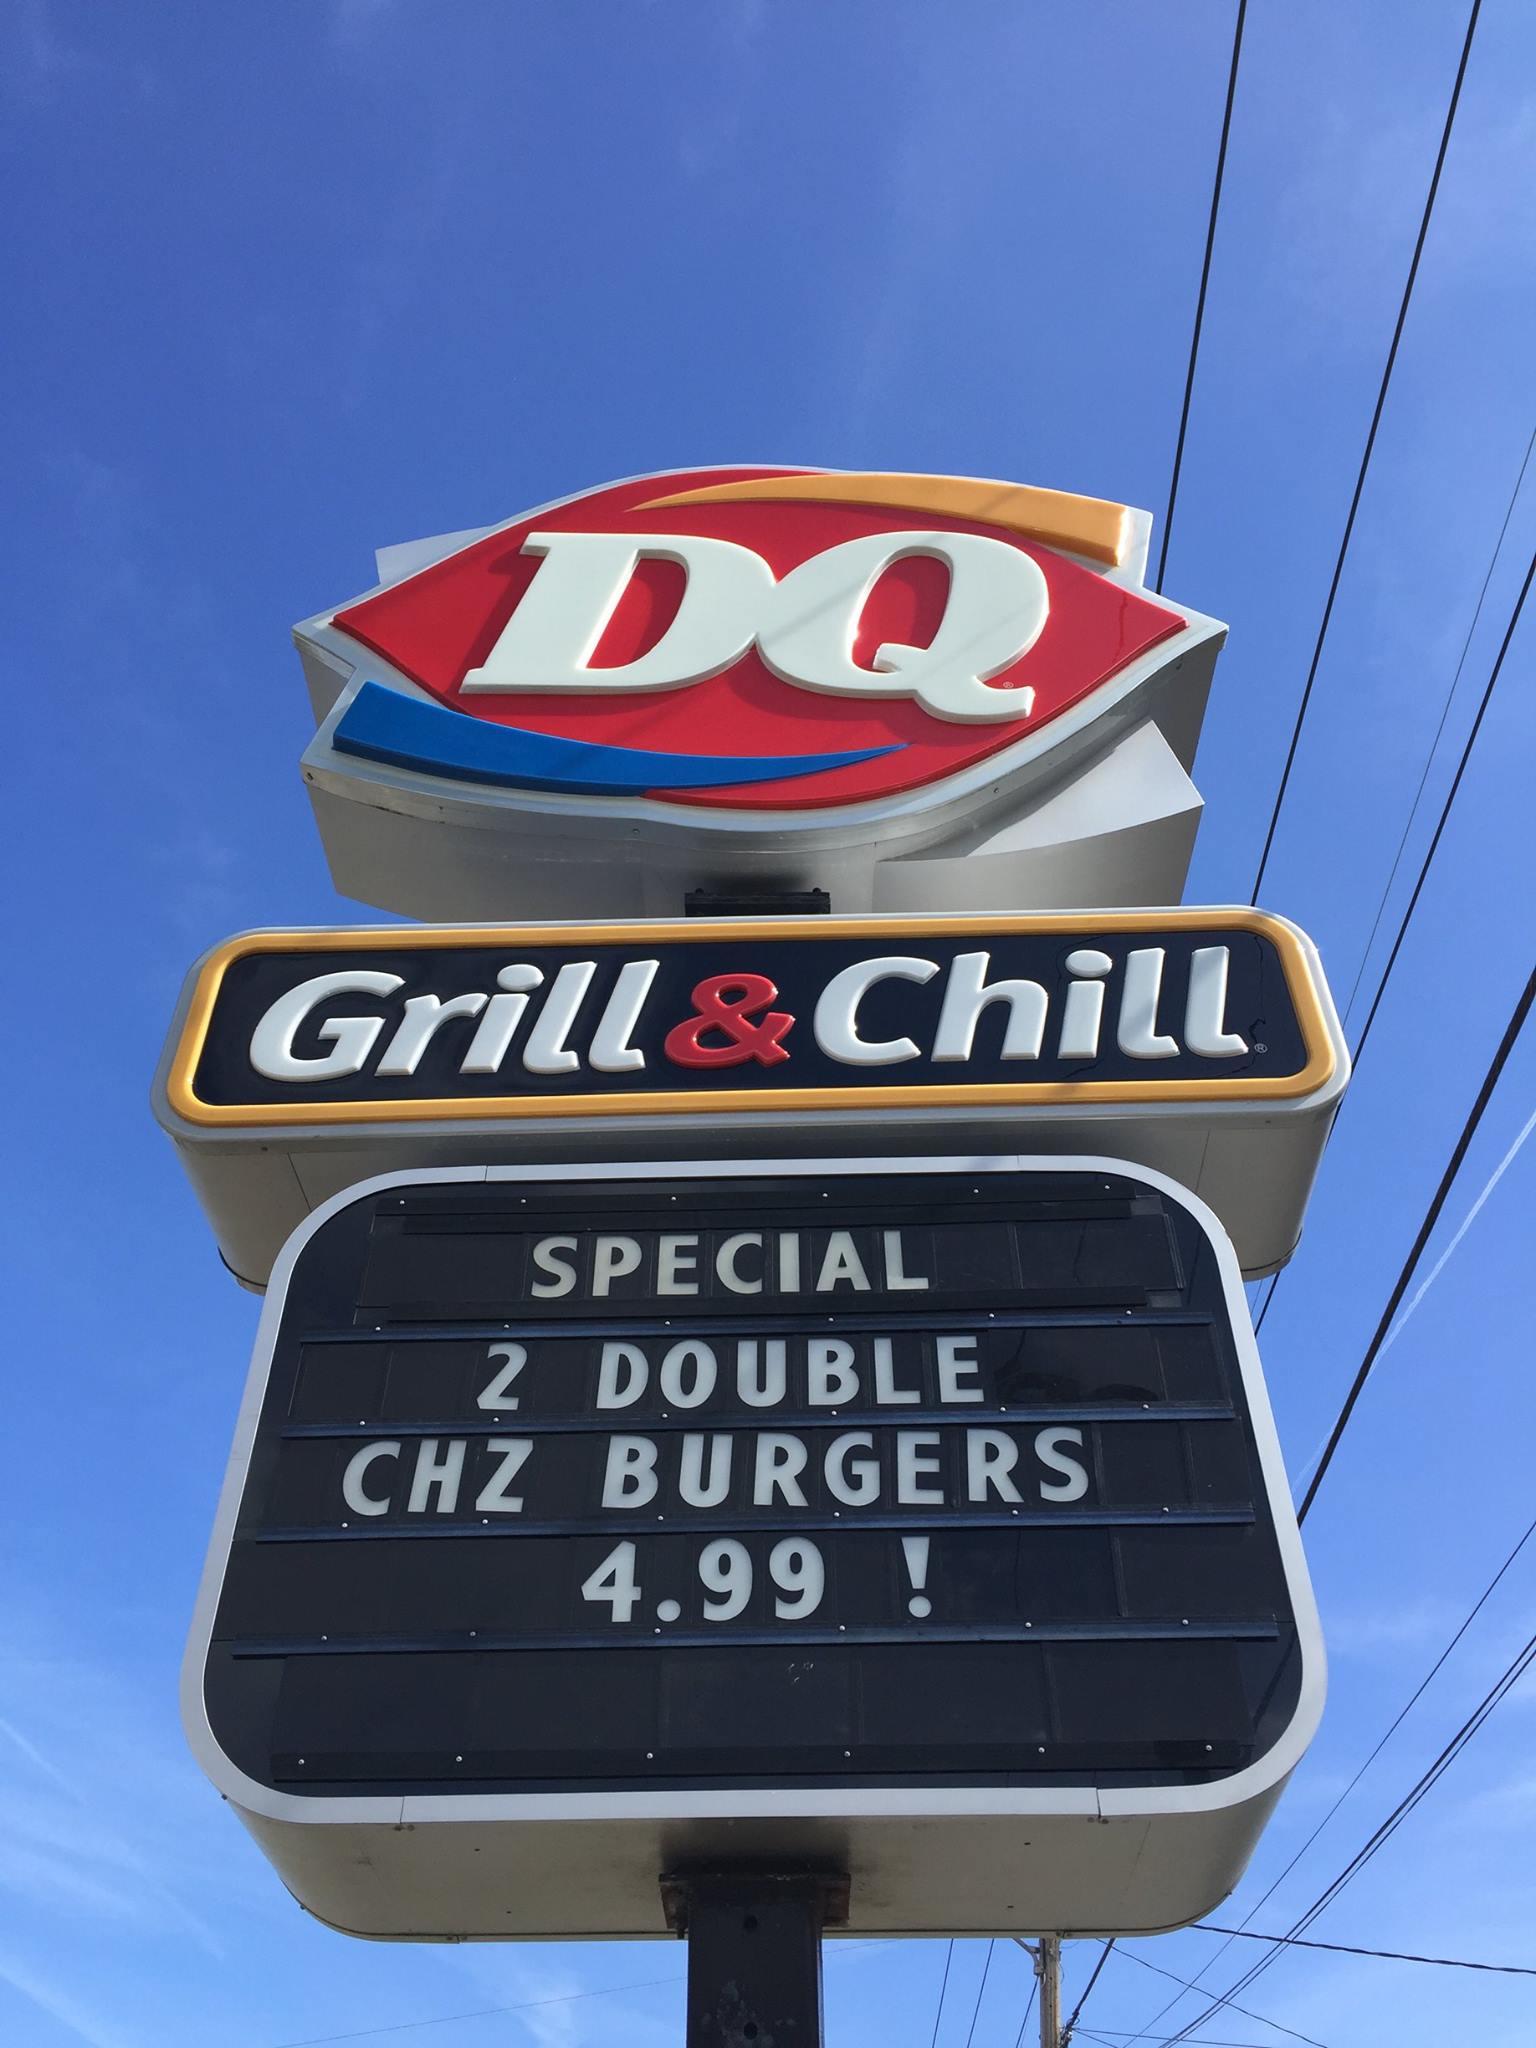 DQ®
Grill & Chill®
SPECIAL
2 DOUBLE
CHZ BURGERS
4.99 !